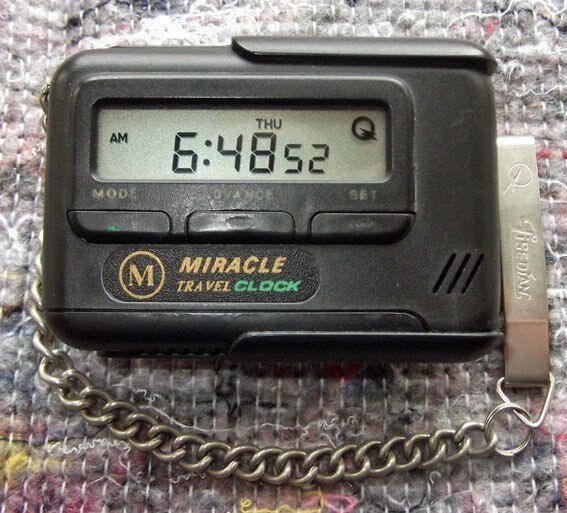 THU
AM 6:48 52
MODE ADVANCE SET
M MIRACLE
TRAVEL CLOCK